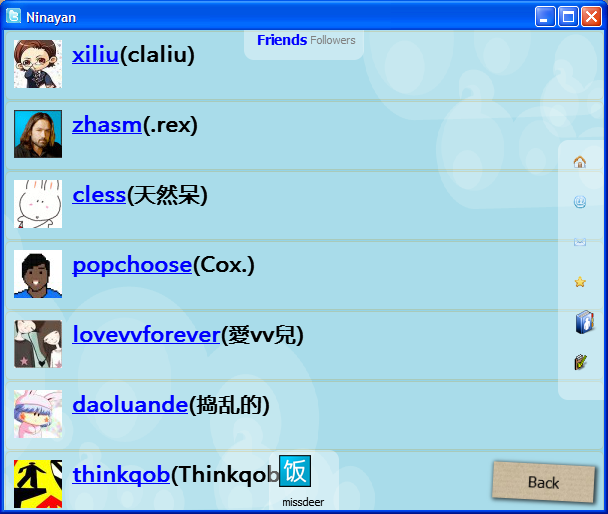 Ninayan
Friends Followers
xiliu(claliu)
zhasm(.rex)
cless(天然呆)
popchoose(Cox.)
lovevvforever(愛vv兒)
daoluande(捣乱的)
thinkqob(Thinkqob
饭
missdeer
Back